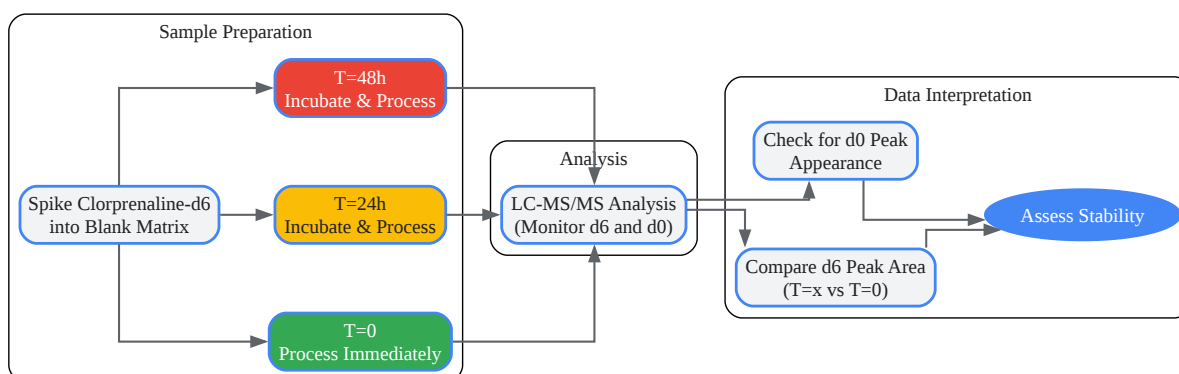 Sample Preparation
T=48h
Incubate & Process
Spike Clorprenaline-d6
into Blank Matrix
T=24h
Incubate & Process
T=0
Process Immediately
Analysis
LC-MS/MS Analysis
(Monitor d6 and d0)
Data Interpretation
Check for d0 Peak
Appearance
Compare d6 Peak Area
(T=x vs T=0)
Assess Stability